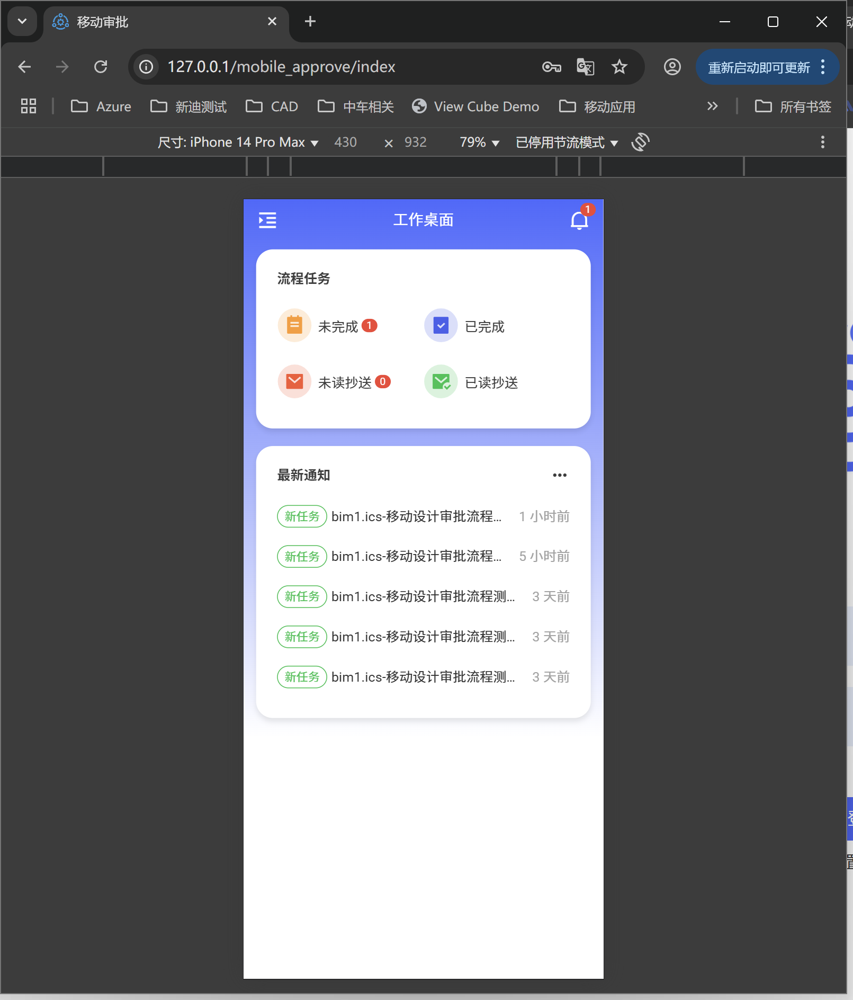 移动审批
127.0.0.1/mobile_approve/index
重新启动即可更新
Azure
新迪测试
CAD
中车相关
View Cube Demo
移动应用
所有书签
尺寸: iPhone 14 Pro Max 430 × 932 79% 已停用节流模式
工作桌面
1
流程任务
未完成 1
已完成
未读抄送 0
已读抄送
最新通知
新任务 bim1.ics-移动设计审批流程... 1 小时前
新任务 bim1.ics-移动设计审批流程... 5 小时前
新任务 bim1.ics-移动设计审批流程测... 3 天前
新任务 bim1.ics-移动设计审批流程测... 3 天前
新任务 bim1.ics-移动设计审批流程测... 3 天前